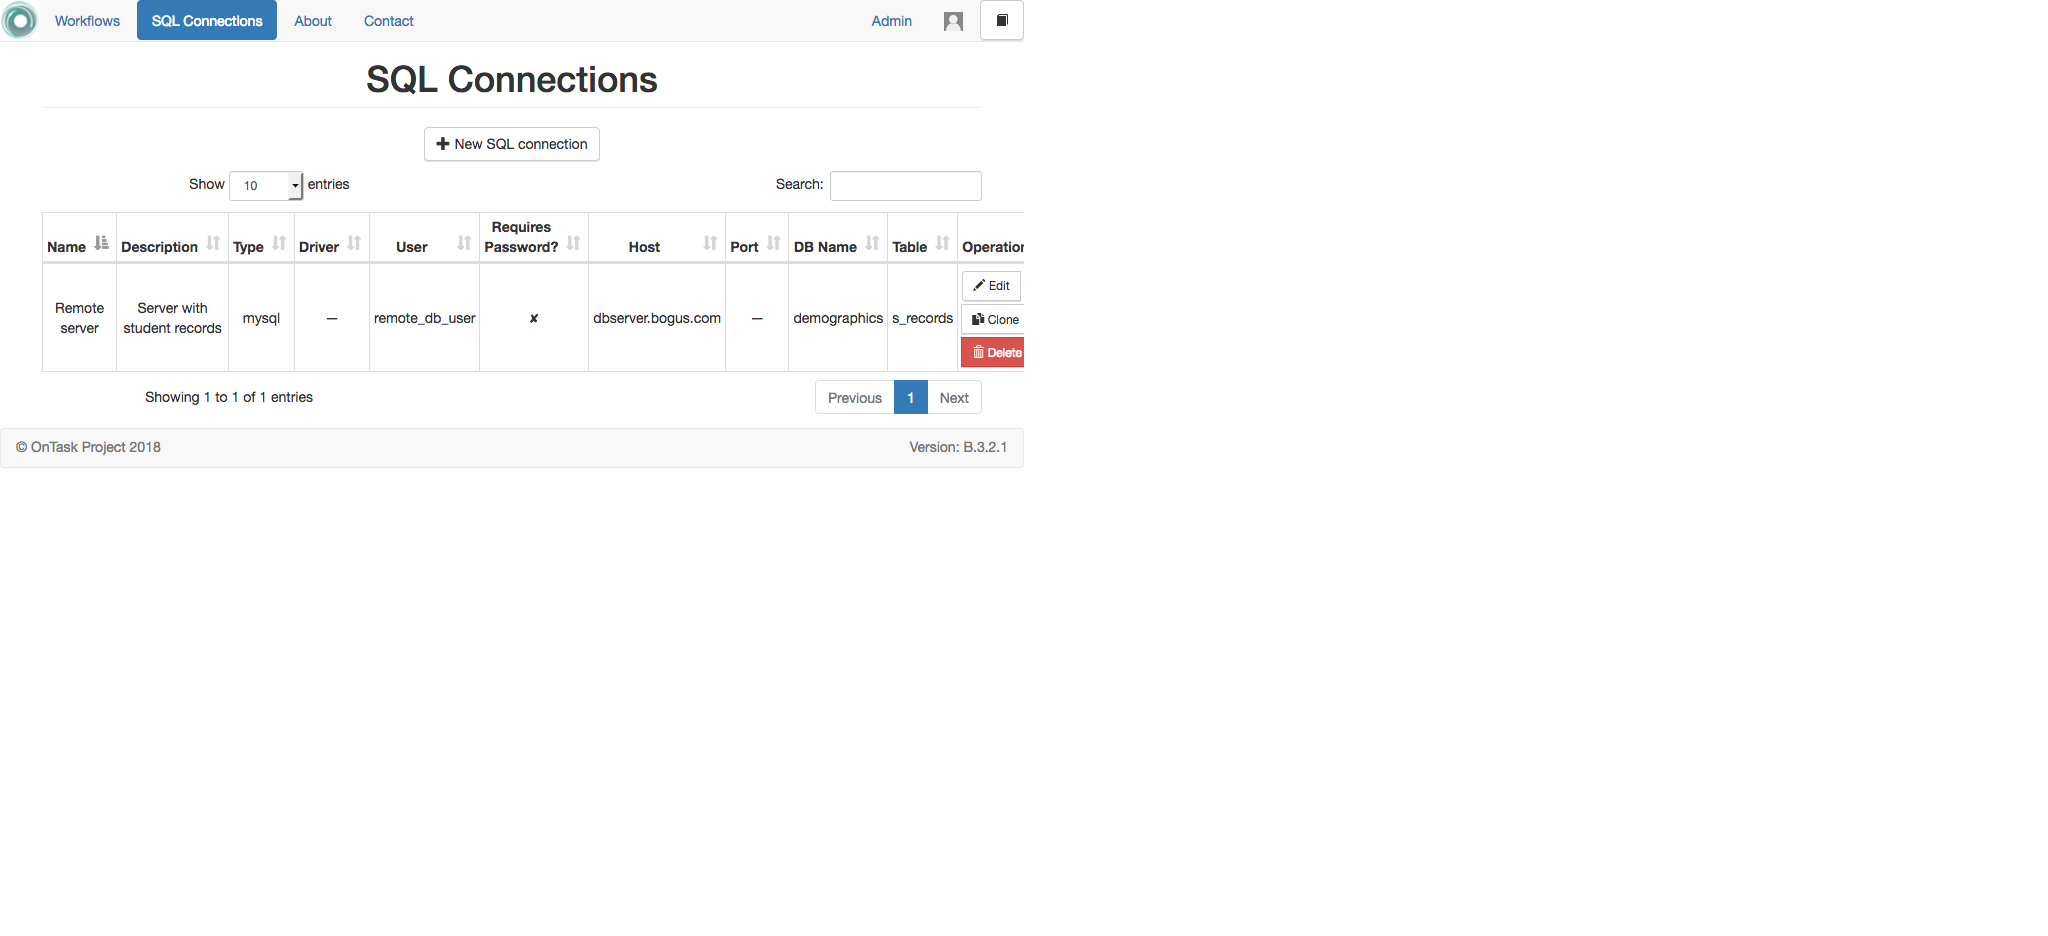 Workflows SQL Connections About Contact Admin
SQL Connections
New SQL connection
Show 10 entries Search:
Name Description Type Driver User Requires Password? Host Port DB Name Table Operation
Remote server Server with student records mysql — remote_db_user ✘ dbserver.bogus.com — demographics s_records
Edit
Clone
Delete
Showing 1 to 1 of 1 entries Previous 1 Next
© OnTask Project 2018 Version: B.3.2.1